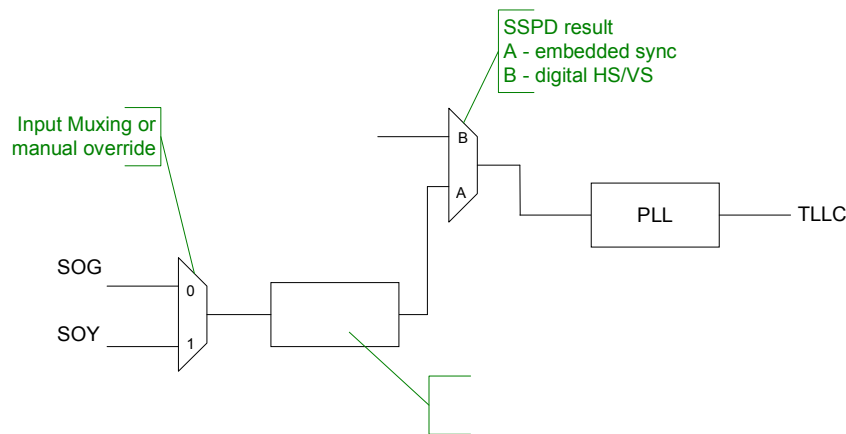 SSPD result
A - embedded sync
B - digital HS/VS
Input Muxing or
manual override
B
A
PLL
TLLC
SOG
0
SOY
1